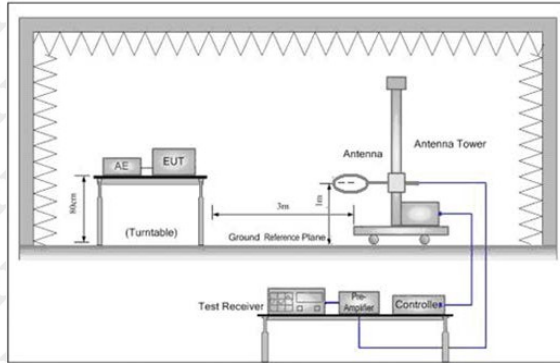 AE
EUT
Antenna
Antenna Tower
80cm
(Turntable)
3m
1m
Ground Reference Plane
Test Receiver
Pre-
Amplifier
Controller